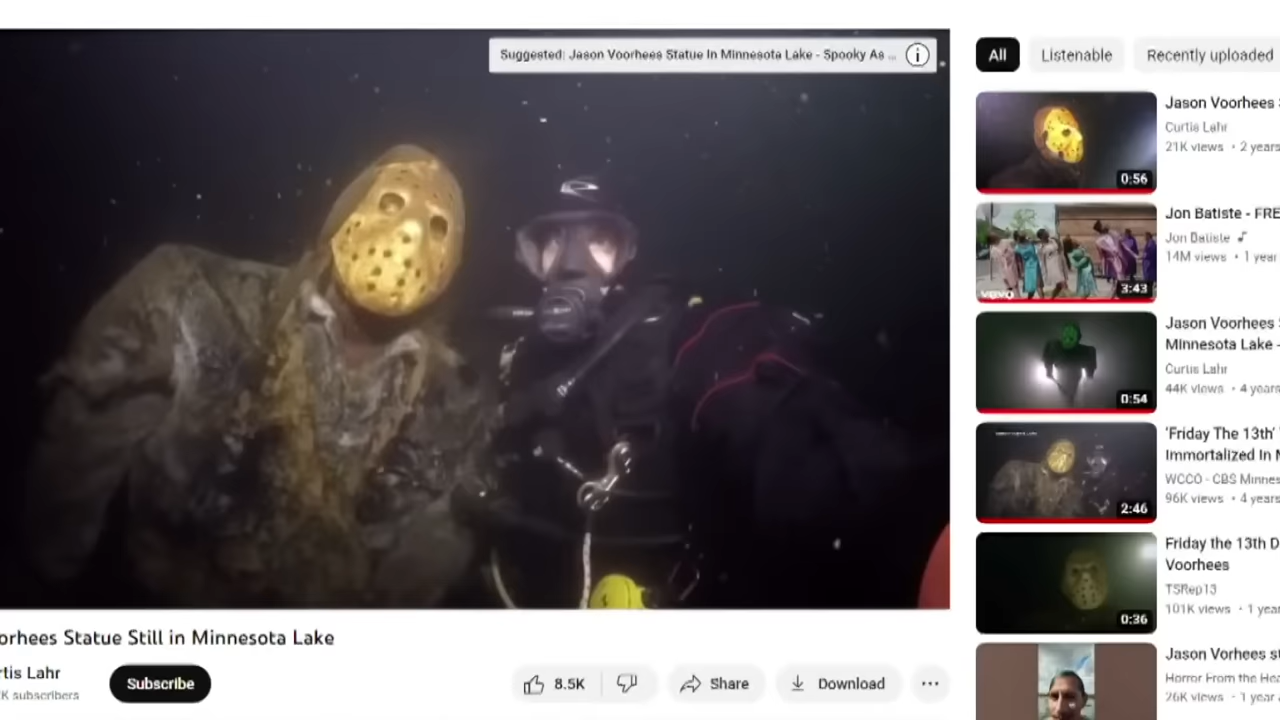 Suggested: Jason Voorhees Statue In Minnesota Lake - Spooky As ...
orhees Statue Still in Minnesota Lake
rtis Lahr
K subscribers
Subscribe
8.5K
Share
Download
All
Listenable
Recently uploaded
Jason Voorhees
Curtis Lahr
21K views • 2 years
0:56
Jon Batiste - FRE
Jon Batiste
14M views • 1 year
3:43
vevo
Jason Voorhees
Minnesota Lake -
Curtis Lahr
44K views • 4 years
0:54
'Friday The 13th'
Immortalized In
WCCO - CBS Minnes
96K views • 4 years
2:46
Friday the 13th D
Voorhees
TSRep13
101K views • 1 year
0:36
Jason Vorhees st
Horror From the Hea
26K views • 1 year